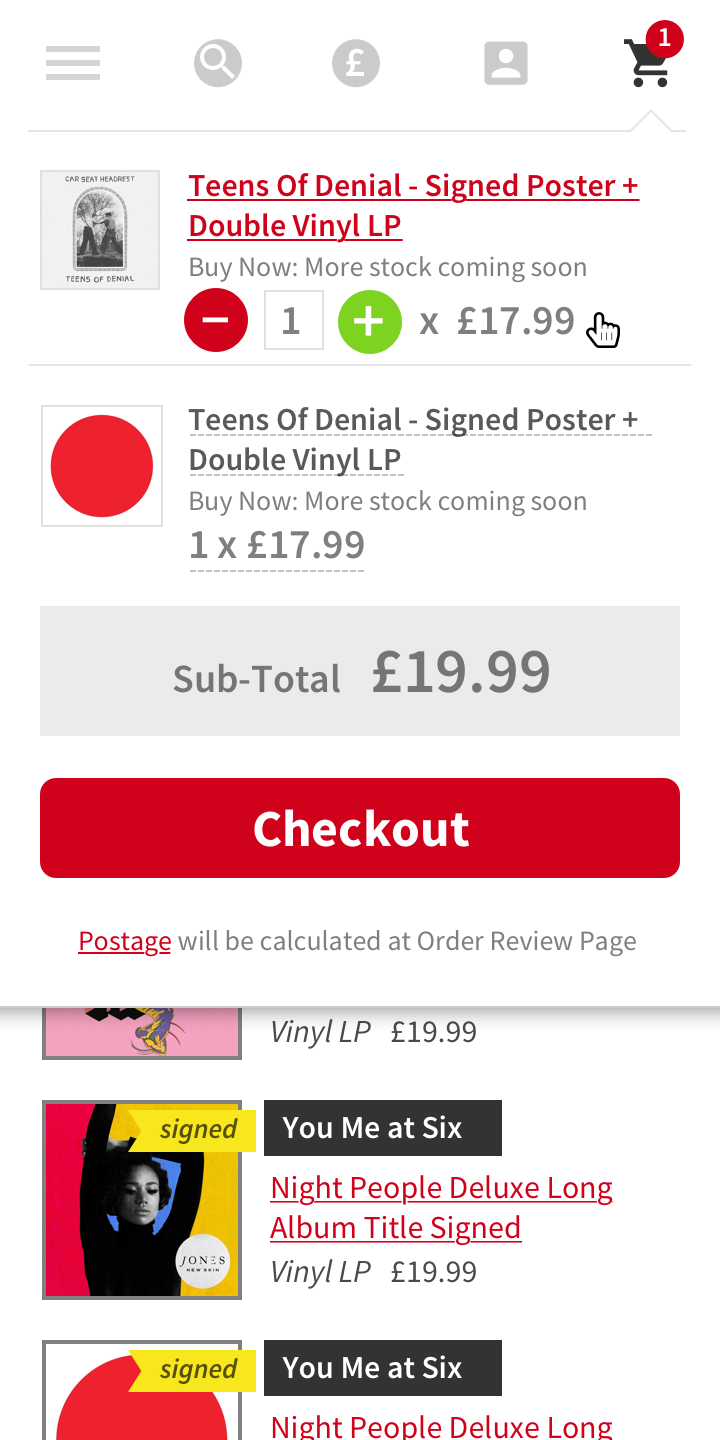 £
1
CAR SEAT HEADREST
TEENS OF DENIAL
Teens Of Denial - Signed Poster +
Double Vinyl LP
Buy Now: More stock coming soon
− 1 + x £17.99
Teens Of Denial - Signed Poster +
Double Vinyl LP
Buy Now: More stock coming soon
1 x £17.99
Sub-Total £19.99
Checkout
Postage will be calculated at Order Review Page
Vinyl LP £19.99
signed
JONES
NEW SKIN
You Me at Six
Night People Deluxe Long
Album Title Signed
Vinyl LP £19.99
signed
You Me at Six
Night People Deluxe Long